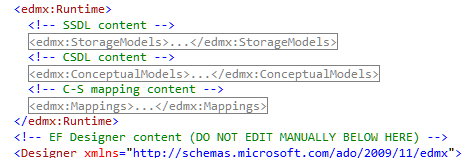 <edmx:Runtime>
<!-- SSDL content -->
<edmx:StorageModels>...</edmx:StorageModels>
<!-- CSDL content -->
<edmx:ConceptualModels>...</edmx:ConceptualModels>
<!-- C-S mapping content -->
<edmx:Mappings>...</edmx:Mappings>
</edmx:Runtime>
<!-- EF Designer content (DO NOT EDIT MANUALLY BELOW HERE) -->
<Designer xmlns="http://schemas.microsoft.com/ado/2009/11/edmx">